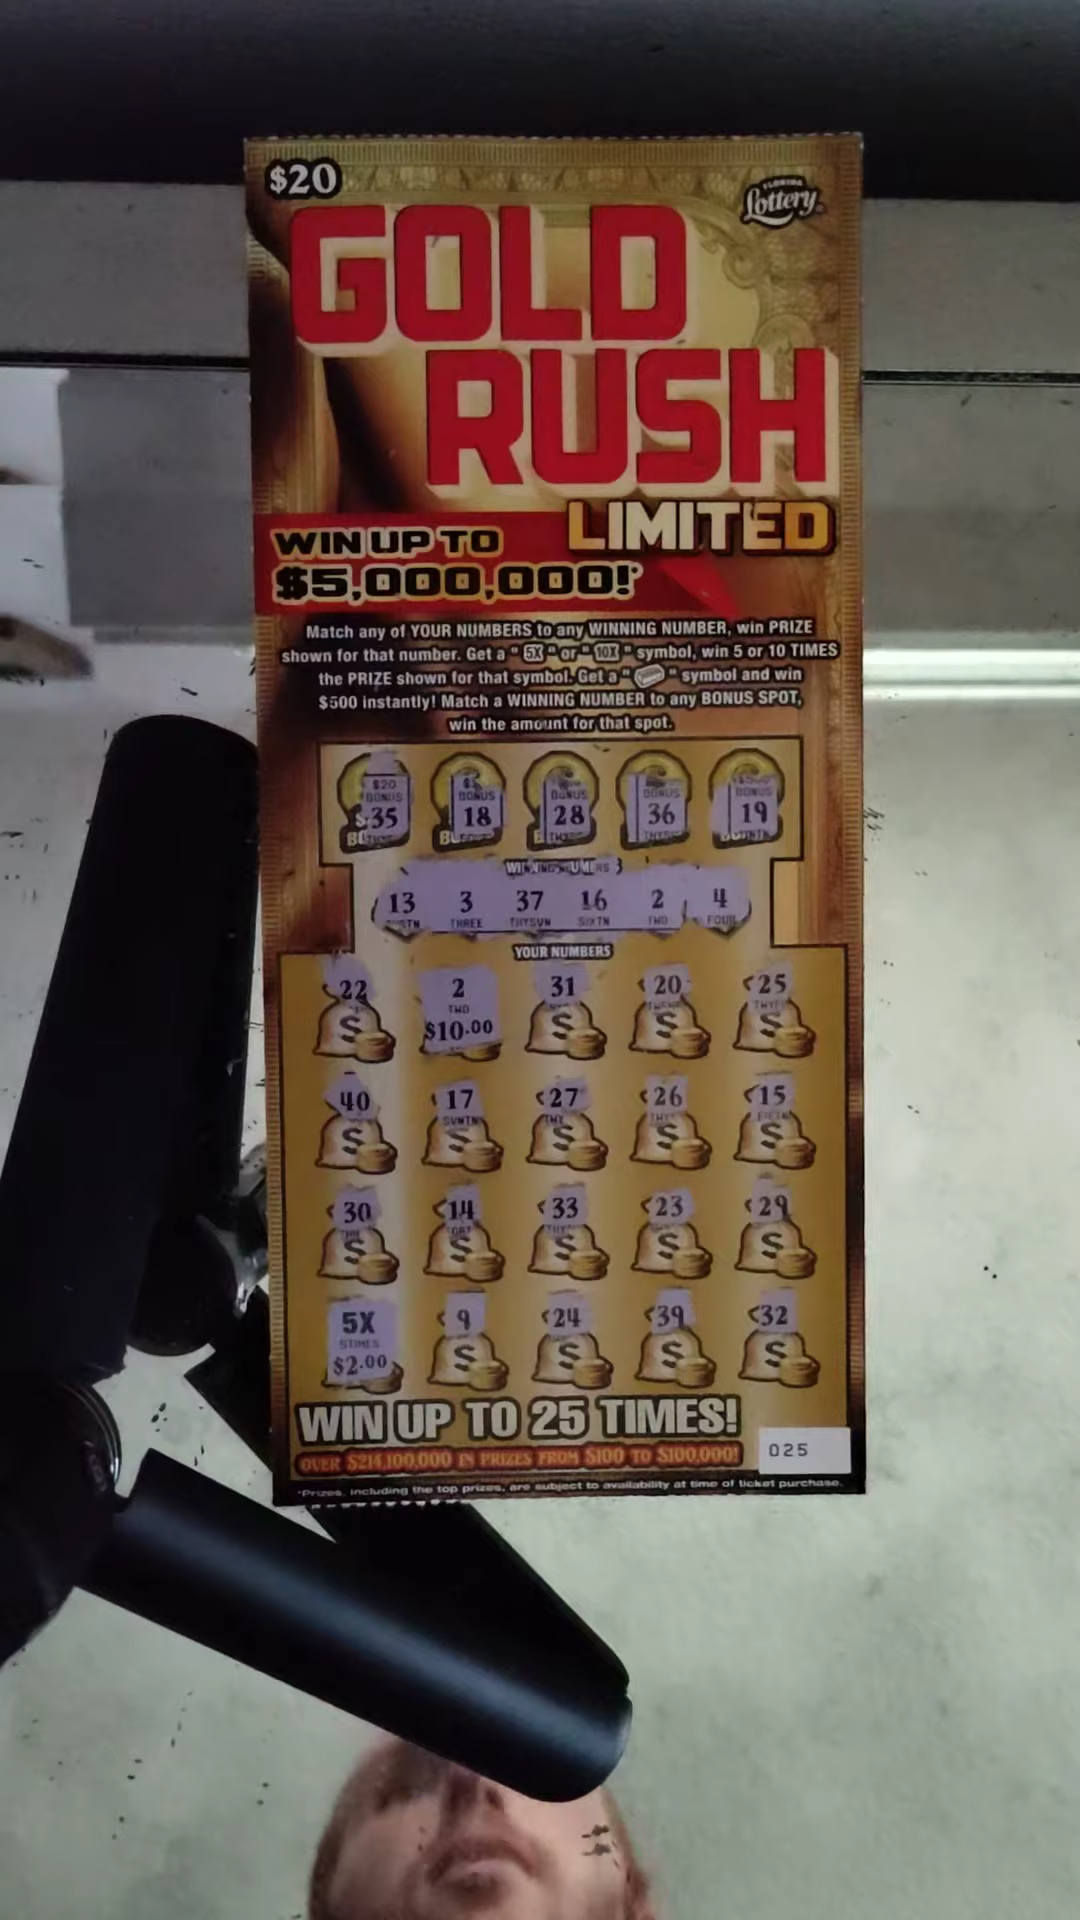 $20
FLORIDA
Lottery
GOLD
RUSH
LIMITED
WIN UP TO
$5,000,000!*
Match any of YOUR NUMBERS to any WINNING NUMBER, win PRIZE
shown for that number. Get a "5X" or "10X" symbol, win 5 or 10 TIMES
the PRIZE shown for that symbol. Get a " " symbol and win
$500 instantly! Match a WINNING NUMBER to any BONUS SPOT,
win the amount for that spot.
$20
BONUS BONUS BONUS BONUS BONUS
35 18 28 36 19
WINNING NUMBERS
13 3 37 16 2 4
THREE THYSVN SIXTN TWO FOUR
YOUR NUMBERS
22 2 31 20 25
TWO
$10.00
40 17 27 26 15
SVNTN FIFTN
30 14 33 23 29
5X 9 24 39 32
5TIMES
$2.00
WIN UP TO 25 TIMES!
OVER $214,100,000 IN PRIZES FROM $100 TO $100,000!
025
*Prizes, including the top prizes, are subject to availability at time of ticket purchase.